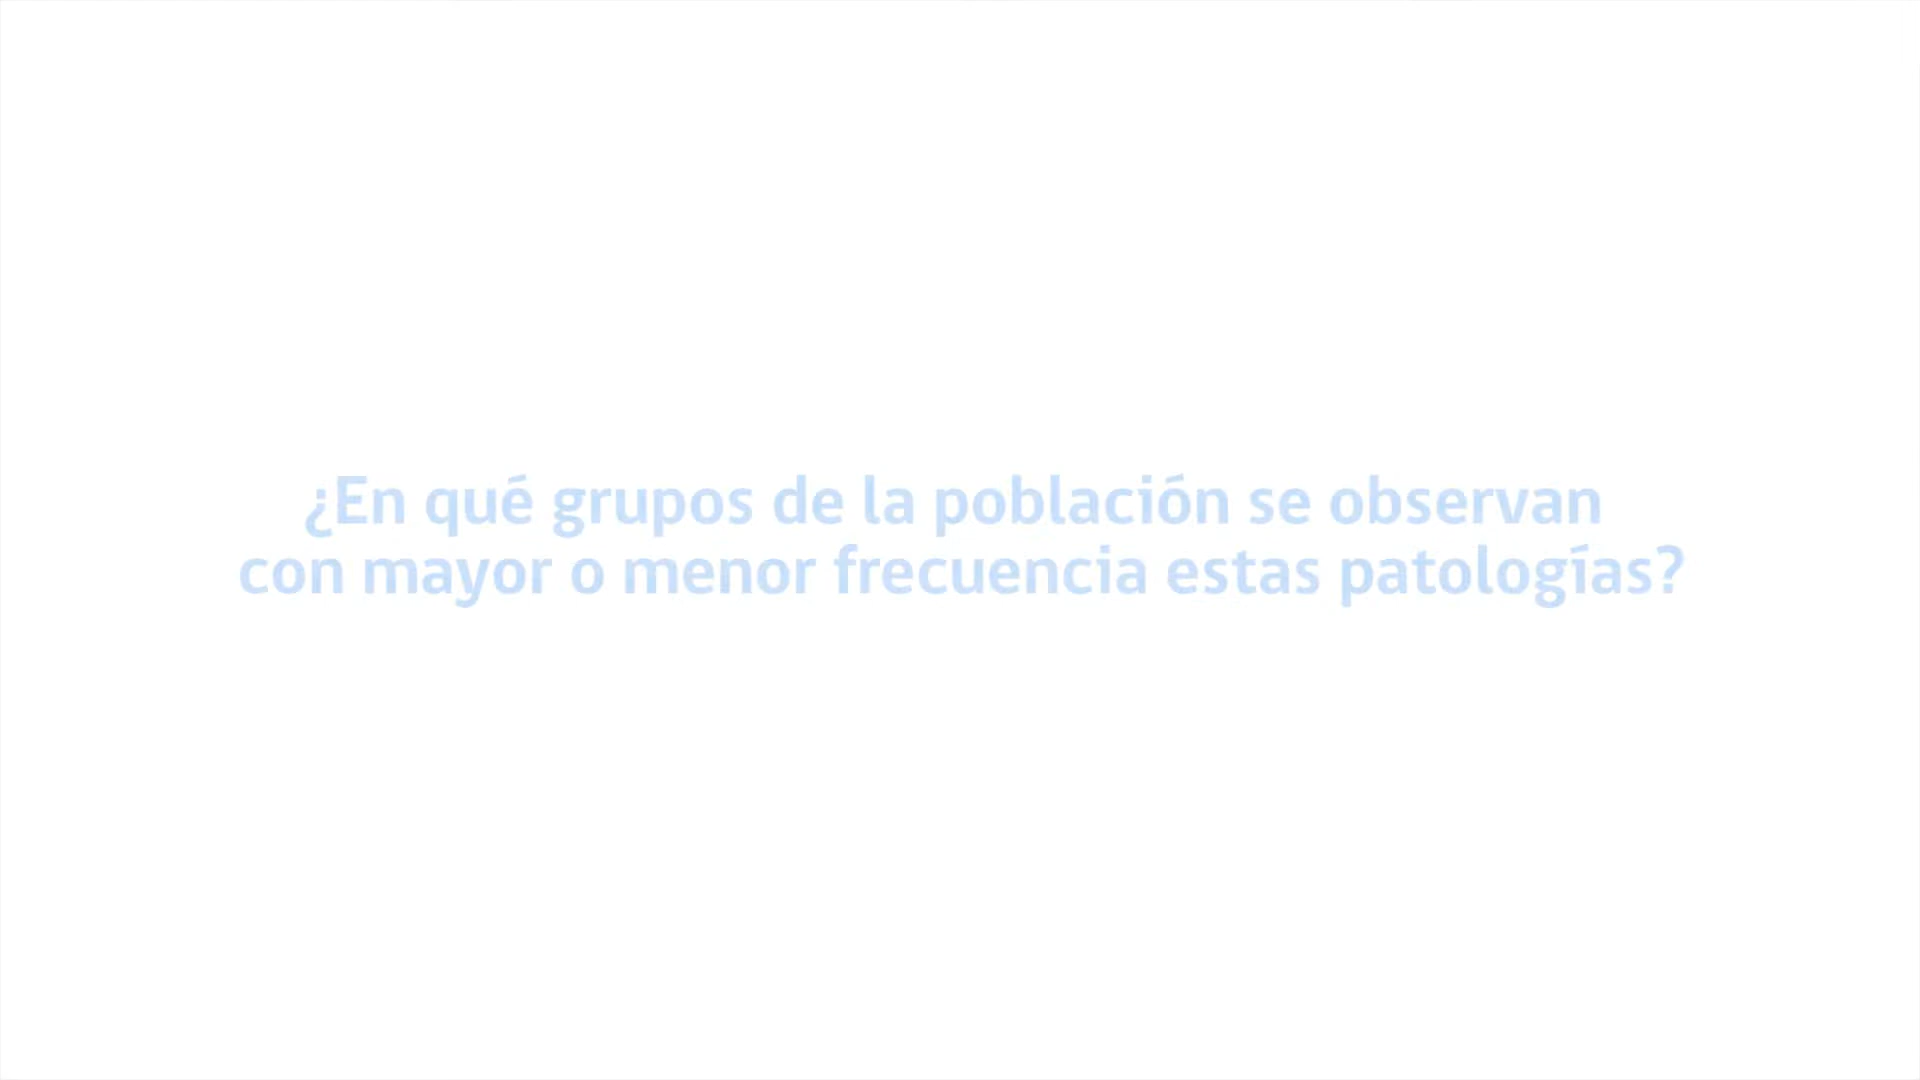 ¿En qué grupos de la población se observan
con mayor o menor frecuencia estas patologías?